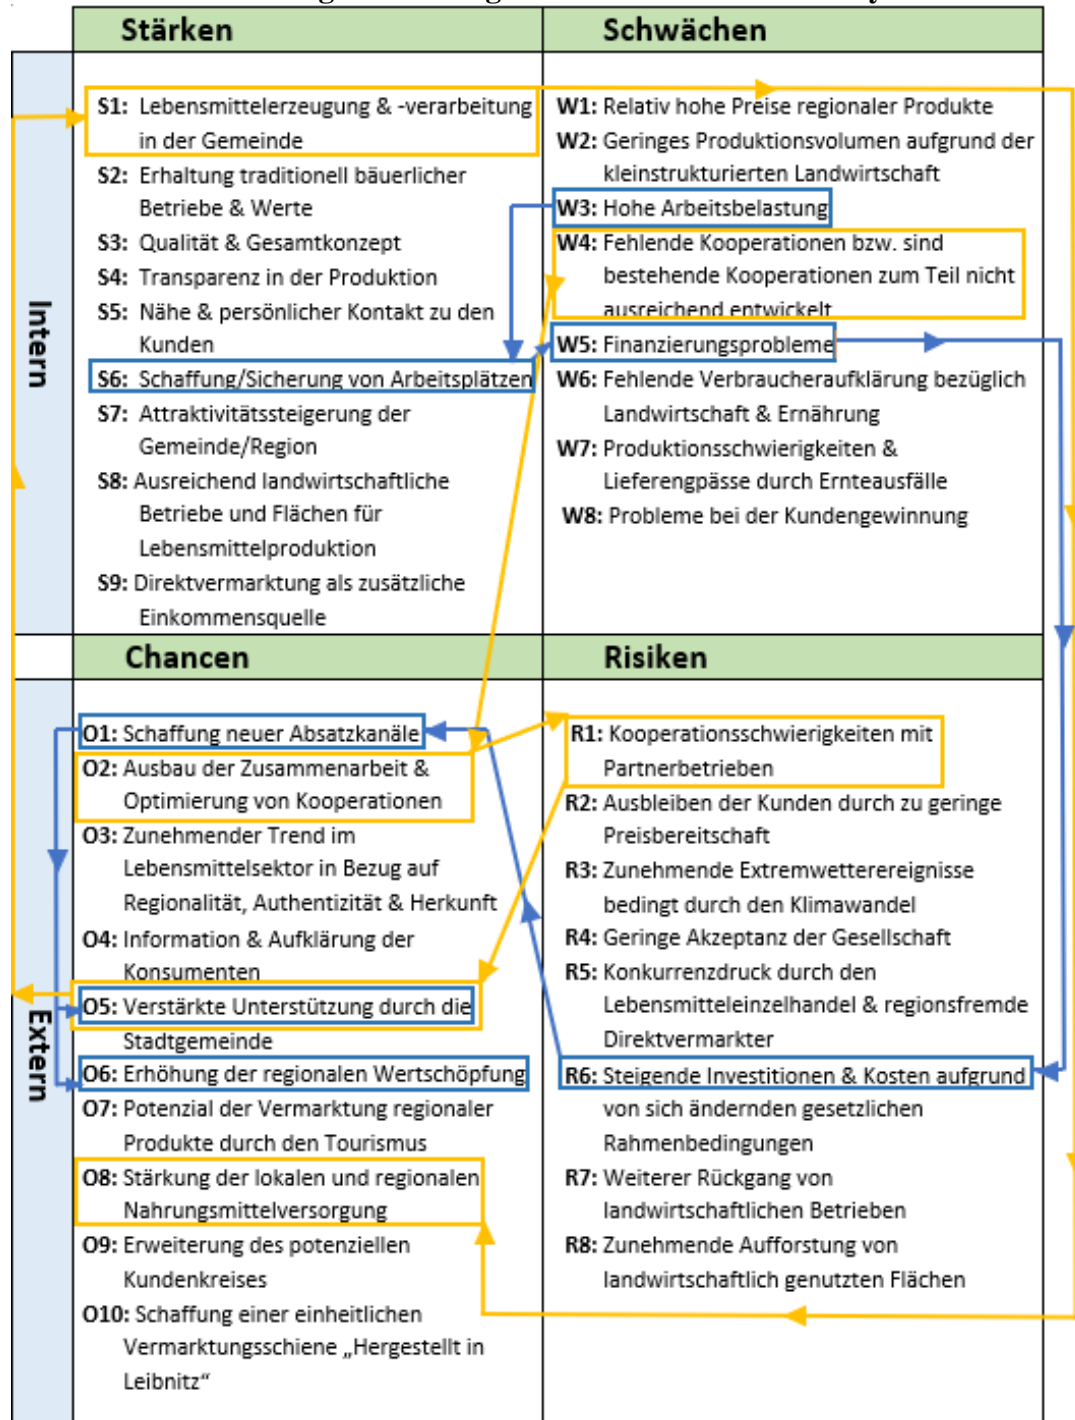 Stärken
Schwächen
Intern
S1: Lebensmittelerzeugung & -verarbeitung
in der Gemeinde
S2: Erhaltung traditionell bäuerlicher
Betriebe & Werte
S3: Qualität & Gesamtkonzept
S4: Transparenz in der Produktion
S5: Nähe & persönlicher Kontakt zu den
Kunden
S6: Schaffung/Sicherung von Arbeitsplätzen
S7: Attraktivitätssteigerung der
Gemeinde/Region
S8: Ausreichend landwirtschaftliche
Betriebe und Flächen für
Lebensmittelproduktion
S9: Direktvermarktung als zusätzliche
Einkommensquelle
W1: Relativ hohe Preise regionaler Produkte
W2: Geringes Produktionsvolumen aufgrund der
kleinstrukturierten Landwirtschaft
W3: Hohe Arbeitsbelastung
W4: Fehlende Kooperationen bzw. sind
bestehende Kooperationen zum Teil nicht
ausreichend entwickelt
W5: Finanzierungsprobleme
W6: Fehlende Verbraucheraufklärung bezüglich
Landwirtschaft & Ernährung
W7: Produktionsschwierigkeiten &
Lieferengpässe durch Ernteausfälle
W8: Probleme bei der Kundengewinnung
Chancen
Risiken
Extern
O1: Schaffung neuer Absatzkanäle
O2: Ausbau der Zusammenarbeit &
Optimierung von Kooperationen
O3: Zunehmender Trend im
Lebensmittelsektor in Bezug auf
Regionalität, Authentizität & Herkunft
O4: Information & Aufklärung der
Konsumenten
O5: Verstärkte Unterstützung durch die
Stadtgemeinde
O6: Erhöhung der regionalen Wertschöpfung
O7: Potenzial der Vermarktung regionaler
Produkte durch den Tourismus
O8: Stärkung der lokalen und regionalen
Nahrungsmittelversorgung
O9: Erweiterung des potenziellen
Kundenkreises
O10: Schaffung einer einheitlichen
Vermarktungsschiene „Hergestellt in
Leibnitz“
R1: Kooperationsschwierigkeiten mit
Partnerbetrieben
R2: Ausbleiben der Kunden durch zu geringe
Preisbereitschaft
R3: Zunehmende Extremwetterereignisse
bedingt durch den Klimawandel
R4: Geringe Akzeptanz der Gesellschaft
R5: Konkurrenzdruck durch den
Lebensmitteleinzelhandel & regionsfremde
Direktvermarkter
R6: Steigende Investitionen & Kosten aufgrund
von sich ändernden gesetzlichen
Rahmenbedingungen
R7: Weiterer Rückgang von
landwirtschaftlichen Betrieben
R8: Zunehmende Aufforstung von
landwirtschaftlich genutzten Flächen